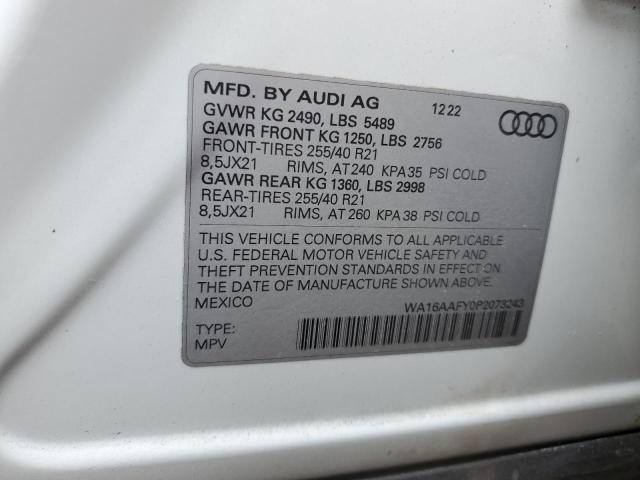 MFD. BY AUDI AG 12 22
GVWR KG 2490, LBS 5489
GAWR FRONT KG 1250, LBS 2756
FRONT-TIRES 255/40 R21
8,5JX21 RIMS, AT 240 KPA 35 PSI COLD
GAWR REAR KG 1360, LBS 2998
REAR-TIRES 255/40 R21
8,5JX21 RIMS, AT 260 KPA 38 PSI COLD
THIS VEHICLE CONFORMS TO ALL APPLICABLE
U.S. FEDERAL MOTOR VEHICLE SAFETY AND
THEFT PREVENTION STANDARDS IN EFFECT ON
THE DATE OF MANUFACTURE SHOWN ABOVE.
MEXICO
WA16AAFY0P2073243
TYPE:
MPV